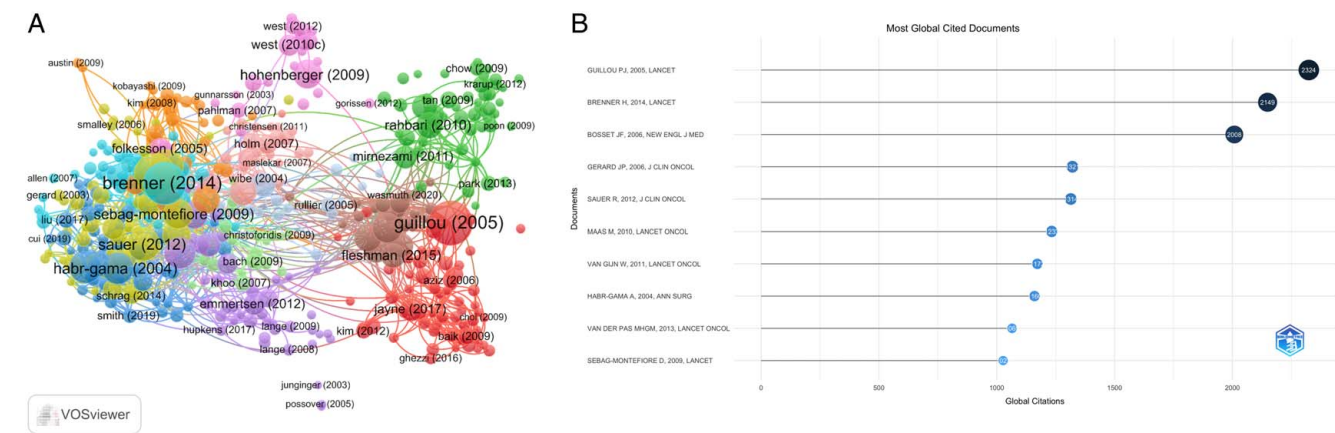 A
west (2012)
west (2010c)
hohenberger (2009)
austin (2009)
kobayashi (2009)
gunnarsson (2003)
kim (2008)
pahlman (2007)
gorissen (2012)
chow (2009)
krarup (2012)
tan (2009)
smalley (2006)
christensen (2011)
rahbari (2010)
poon (2009)
folkesson (2005)
holm (2007)
maslekar (2007)
mirnezami (2011)
allen (2007)
brenner (2014)
wibe (2004)
park (2013)
gerard (2003)
wasmuth (2020)
rullier (2005)
liu (2017)
sebag-montefiore (2009)
guillou (2005)
cui (2019)
sauer (2012)
christoforidis (2009)
fleshman (2015)
habr-gama (2004)
bach (2009)
khoo (2007)
aziz (2006)
schrag (2014)
emmertsen (2012)
jayne (2017)
smith (2019)
choi (2009)
hupkens (2017)
lange (2009)
kim (2012)
baik (2009)
lange (2008)
ghezzi (2016)
junginger (2003)
possover (2005)
VOSviewer
B
Most Global Cited Documents
Documents
GUILLOU PJ, 2005, LANCET
2324
BRENNER H, 2014, LANCET
2149
BOSSET JF, 2006, NEW ENGL J MED
2008
GERARD JP, 2006, J CLIN ONCOL
SAUER R, 2012, J CLIN ONCOL
MAAS M, 2010, LANCET ONCOL
VAN GIJN W, 2011, LANCET ONCOL
HABR-GAMA A, 2004, ANN SURG
VAN DER PAS MHGM, 2013, LANCET ONCOL
SEBAG-MONTEFIORE D, 2009, LANCET
0 500 1000 1500 2000
Global Citations